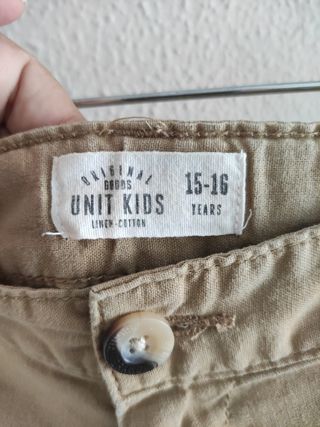 ORIGINAL
GOODS
UNIT KIDS
LINEN-COTTON
15-16
YEARS